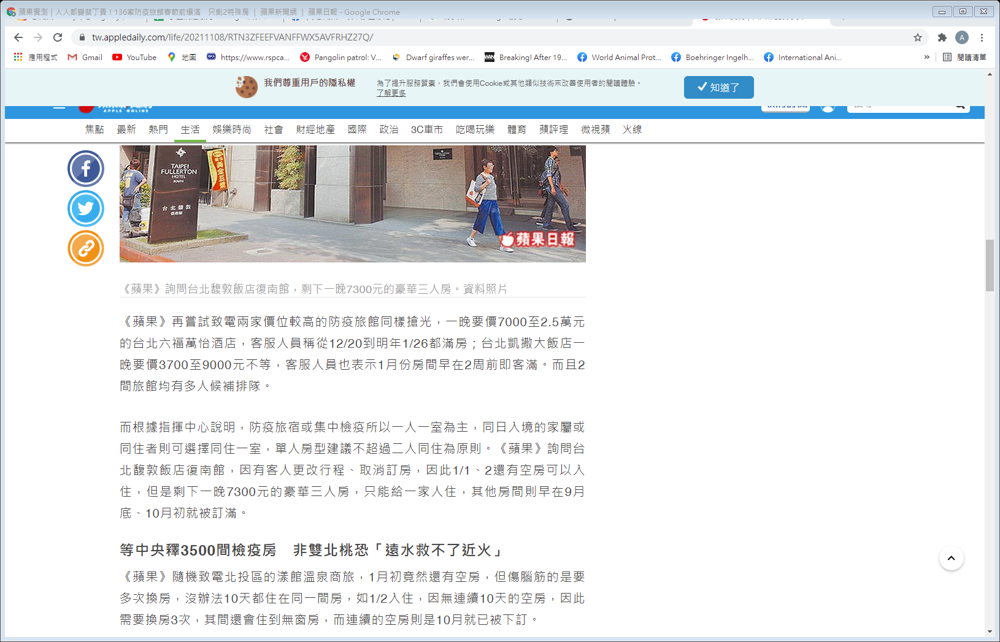 蘋果實測｜人人都變蔡丁貴！136家防疫旅館春節前爆滿　只剩2特殊房 ｜ 蘋果新聞網 ｜ 蘋果日報 - Google Chrome
tw.appledaily.com/life/20211108/RTN3ZFEEFVANFFWX5AVFRHZ27Q/
A
應用程式
Gmail
YouTube
地圖
https://www.rspca...
Pangolin patrol: V...
Dwarf giraffes wer...
Breaking! After 19...
World Animal Prot...
Boehringer Ingelh...
International Ani...
»
閱讀清單
我們尊重用戶的隱私權
為了提升服務質素，我們會使用Cookie或其他類似技術來改善使用者的閱讀體驗。
了解更多
知道了
APPLE ONLINE
焦點 最新 熱門 生活 娛樂時尚 社會 財經地產 國際 政治 3C車市 吃喝玩樂 體育 蘋評理 微視蘋 火線
TAIPEI
FULLERTON
HOTEL
SOUTH
台北馥敦
復南館
蘋果日報
《蘋果》詢問台北馥敦飯店復南館，剩下一晚7300元的豪華三人房。資料照片
《蘋果》再嘗試致電兩家價位較高的防疫旅館同樣搶光，一晚要價7000至2.5萬元
的台北六福萬怡酒店，客服人員稱從12/20到明年1/26都滿房；台北凱撒大飯店一
晚要價3700至9000元不等，客服人員也表示1月份房間早在2周前即客滿。而且2
間旅館均有多人候補排隊。
而根據指揮中心說明，防疫旅宿或集中檢疫所以一人一室為主，同日入境的家屬或
同住者則可選擇同住一室，單人房型建議不超過二人同住為原則。《蘋果》詢問台
北馥敦飯店復南館，因有客人更改行程、取消訂房，因此1/1、2還有空房可以入
住，但是剩下一晚7300元的豪華三人房，只能給一家人住，其他房間則早在9月
底、10月初就被訂滿。
等中央釋3500間檢疫房　非雙北桃恐「遠水救不了近火」
《蘋果》隨機致電北投區的漾館溫泉商旅，1月初竟然還有空房，但傷腦筋的是要
多次換房，沒辦法10天都住在同一間房，如1/2入住，因無連續10天的空房，因此
需要換房3次，其間還會住到無窗房，而連續的空房則是10月就已被下訂。